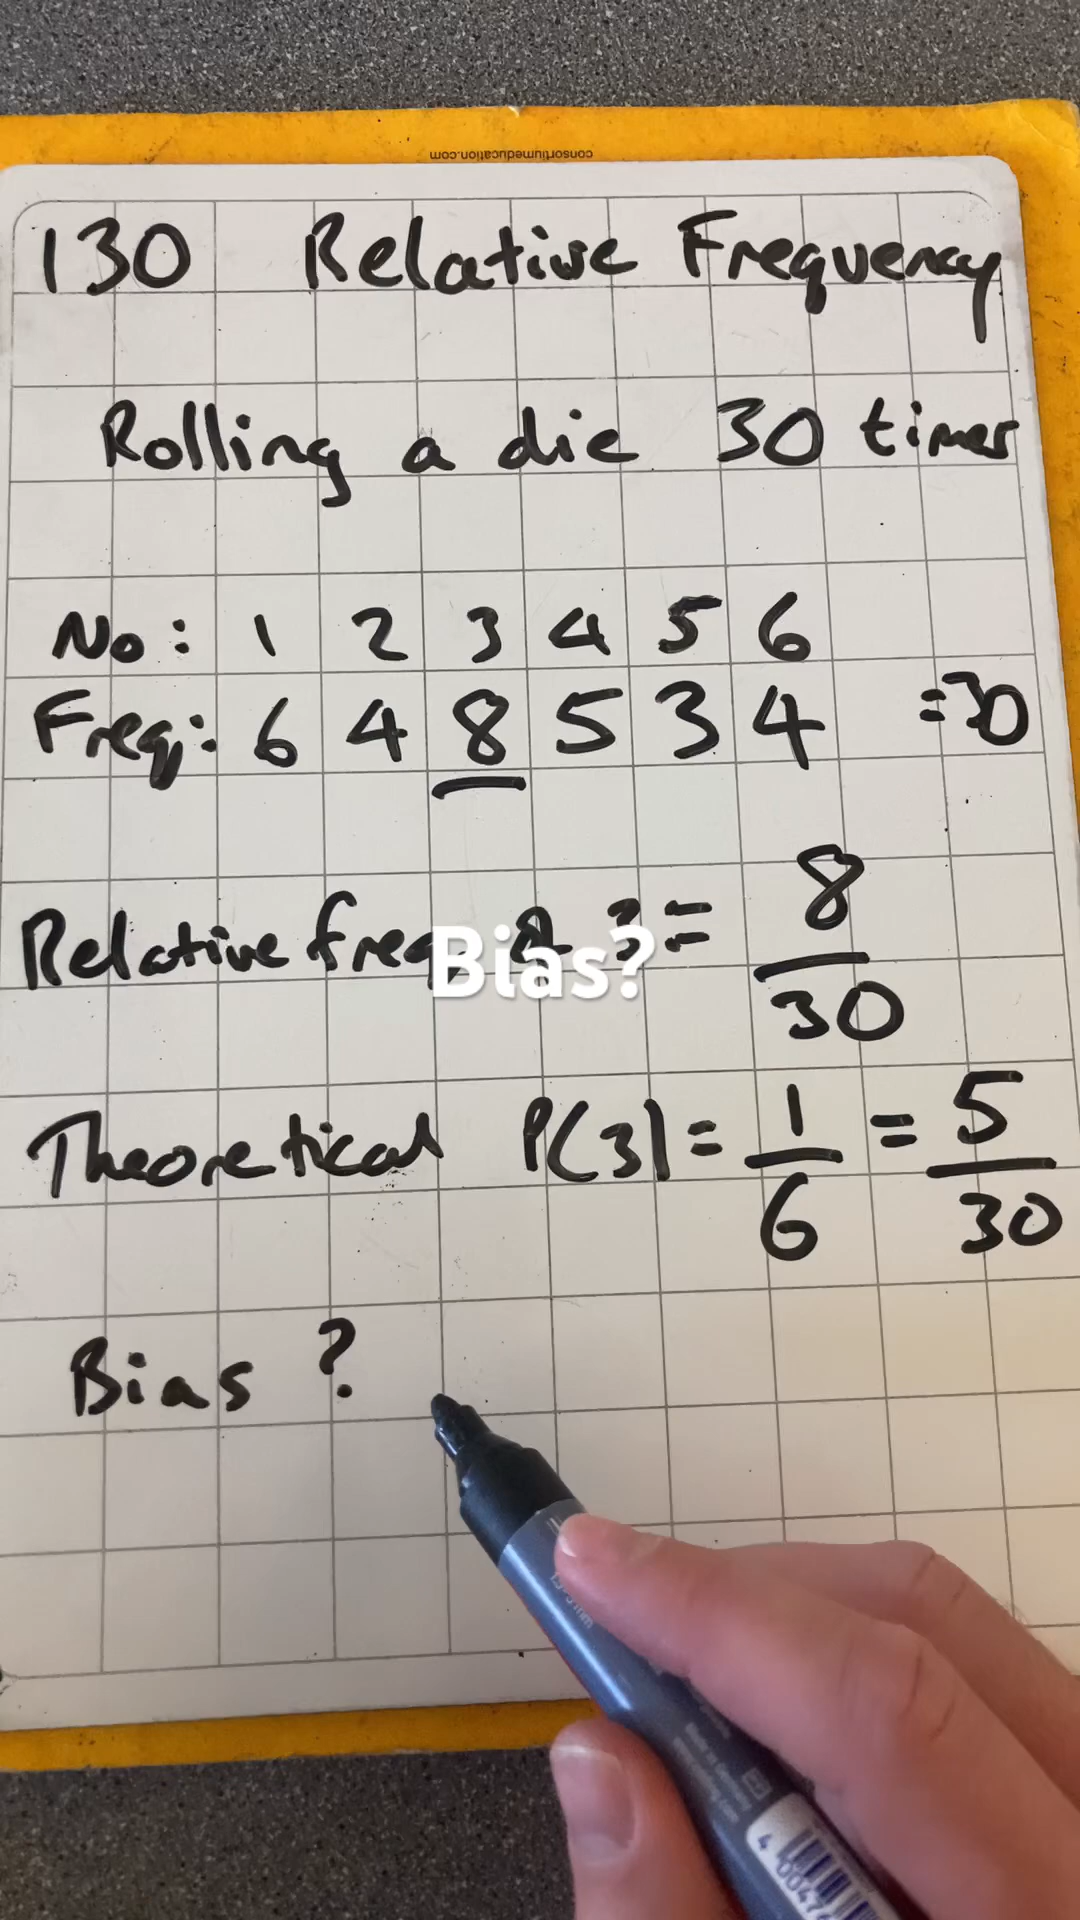 consortiumeducation.com
130 Relative Frequency
Rolling a die 30 times
No: 1 2 3 4 5 6
Freq: 6 4 8 5 3 4 =30
Relative freq 3 = 8/30
Bias?
Theoretical P(3) = 1/6 = 5/30
Bias ?